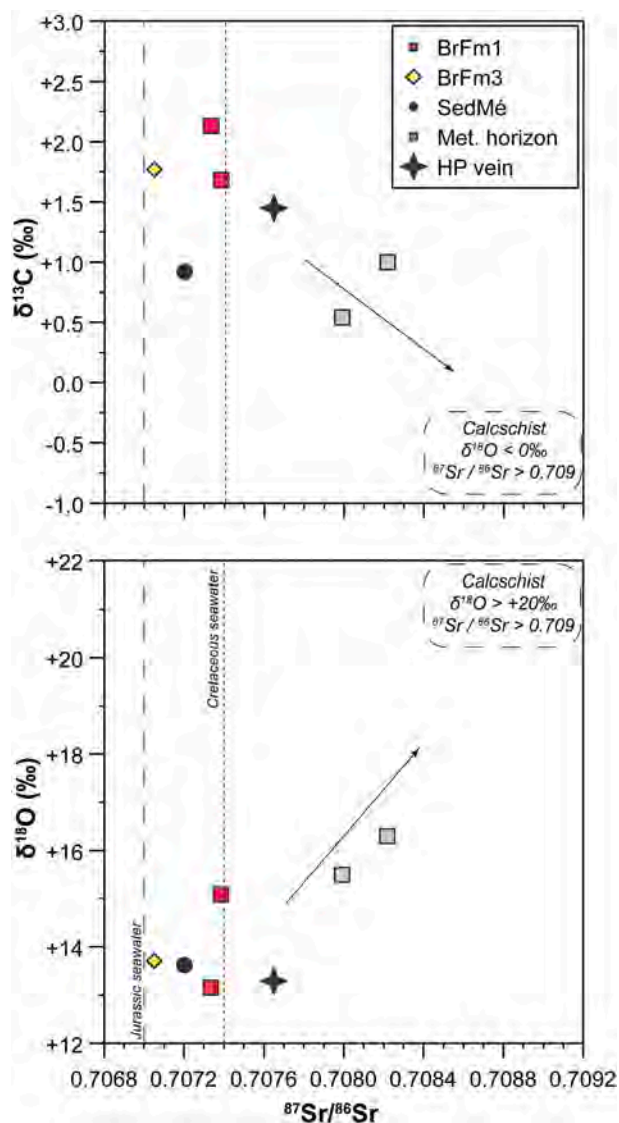 +3.0
+2.5
+2.0
+1.5
+1.0
+0.5
0.0
-0.5
-1.0
δ¹³C (‰)
BrFm1
BrFm3
SedMé
Met. horizon
HP vein
Calcschist
δ¹⁸O < 0‰
⁸⁷Sr / ⁸⁶Sr > 0.709
+22
+20
+18
+16
+14
+12
δ¹⁸O (‰)
Calcschist
δ¹⁸O > +20‰
⁸⁷Sr / ⁸⁶Sr > 0.709
Cretaceous seawater
Jurassic seawater
0.7068 0.7072 0.7076 0.7080 0.7084 0.7088 0.7092
⁸⁷Sr/⁸⁶Sr